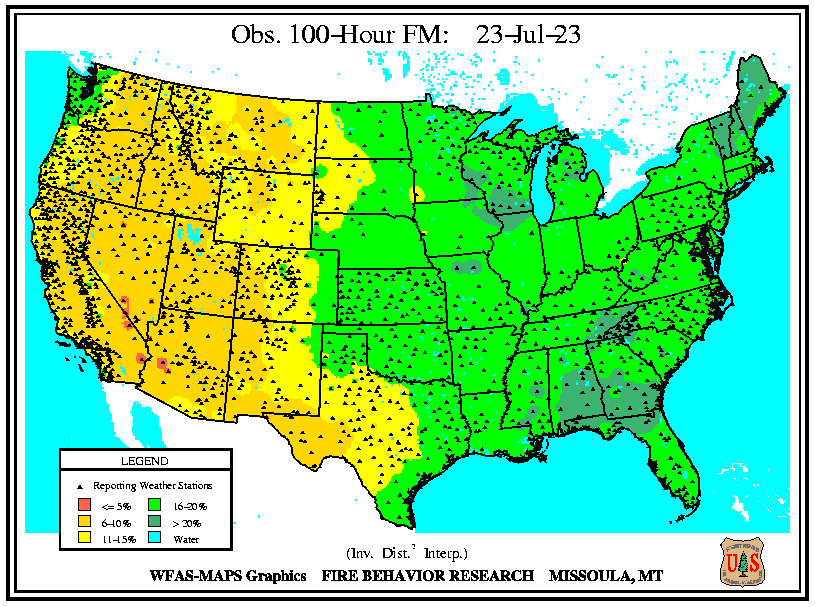 Obs. 100-Hour FM: 23-Jul-23
LEGEND
Reporting Weather Stations
<= 5% 16-20%
6-10% > 20%
11-15% Water
(Inv. Dist.² Interp.)
WFAS-MAPS Graphics FIRE BEHAVIOR RESEARCH MISSOULA, MT
U S